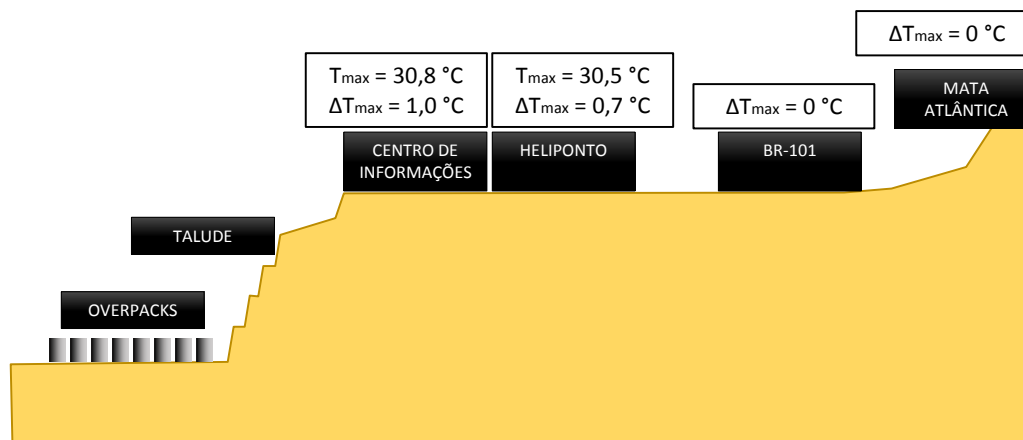 ΔTmax = 0 °C
Tmax = 30,8 °C
ΔTmax = 1,0 °C
Tmax = 30,5 °C
ΔTmax = 0,7 °C
ΔTmax = 0 °C
MATA
ATLÂNTICA
CENTRO DE
INFORMAÇÕES
HELIPONTO
BR-101
TALUDE
OVERPACKS